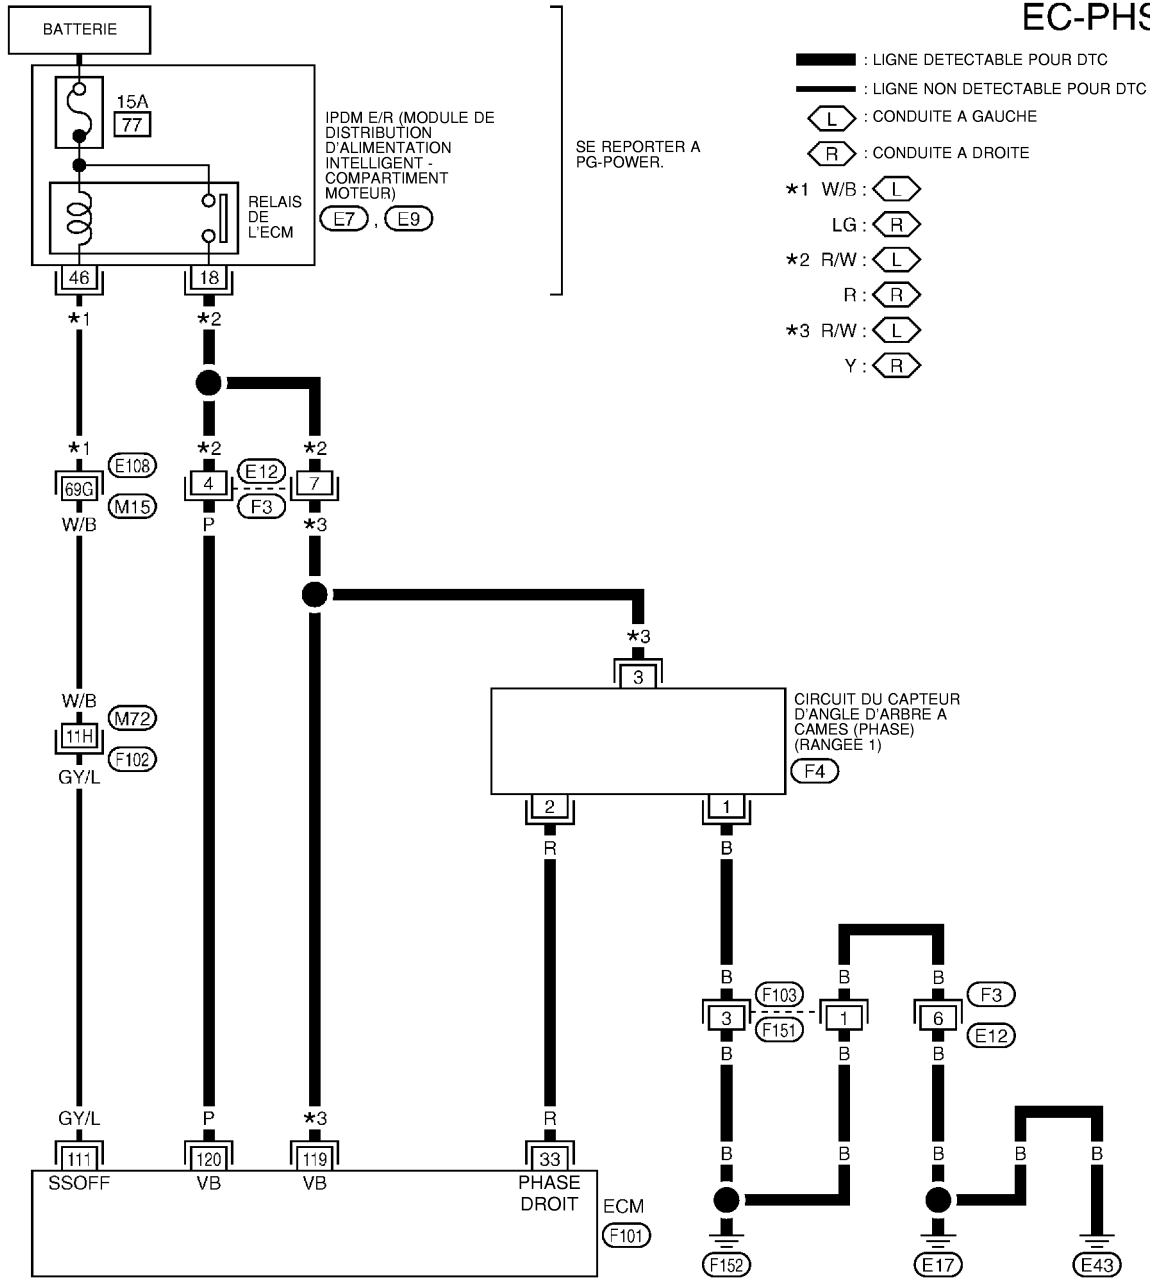 EC-PHS
BATTERIE
15A
77
IPDM E/R (MODULE DE
DISTRIBUTION
D'ALIMENTATION
INTELLIGENT -
COMPARTIMENT
MOTEUR)
E7 , E9
RELAIS
DE
L'ECM
46
18
SE REPORTER A
PG-POWER.
: LIGNE DETECTABLE POUR DTC
: LIGNE NON DETECTABLE POUR DTC
L : CONDUITE A GAUCHE
R : CONDUITE A DROITE
*1 W/B : L
LG : R
*2 R/W : L
R : R
*3 R/W : L
Y : R
*1
*2
*1
*2
*2
69G
E108
M15
4
E12
F3
7
W/B
P
*3
*3
3
W/B
11H
M72
F102
GY/L
CIRCUIT DU CAPTEUR
D'ANGLE D'ARBRE A
CAMES (PHASE)
(RANGEE 1)
F4
2
1
R
B
B
B
B
3
F103
F151
1
6
F3
E12
B
B
B
GY/L
P
*3
R
B
B
B
B
B
111
120
119
33
SSOFF
VB
VB
PHASE
DROIT
ECM
F101
F152
E17
E43